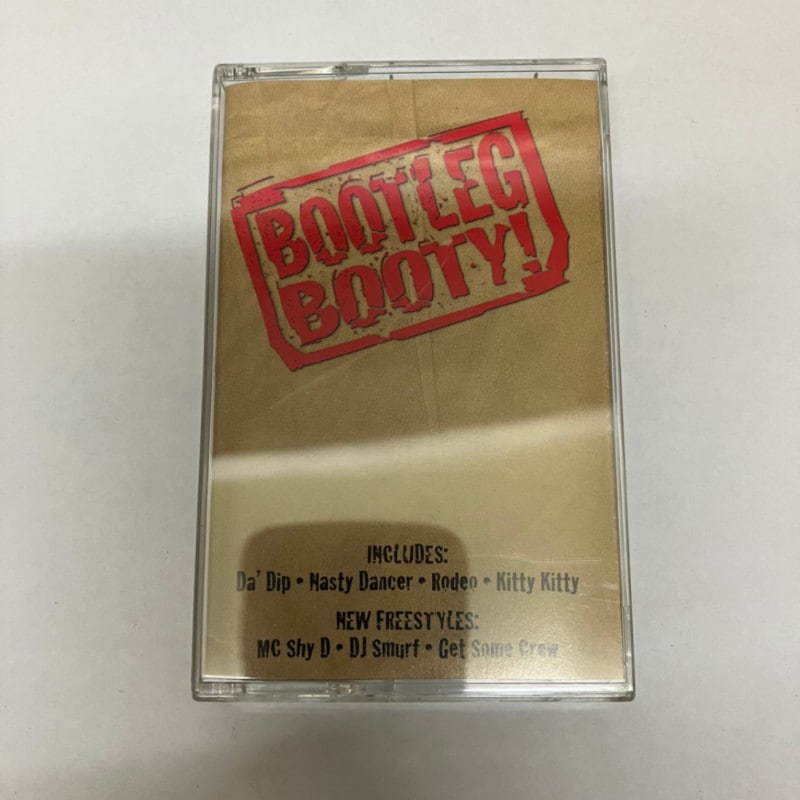 BOOTLEG
BOOTY!
INCLUDES:
Da' Dip • Nasty Dancer • Rodeo • Kitty Kitty
NEW FREESTYLES:
MC Shy D • DJ Smurf • Get Some Crew